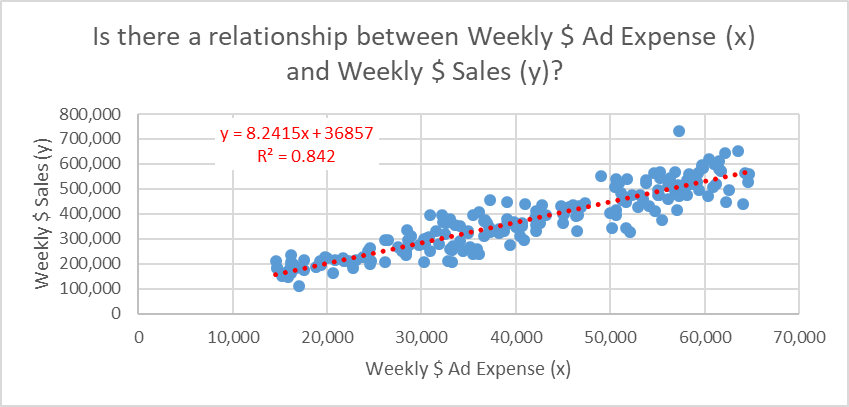 Is there a relationship between Weekly $ Ad Expense (x)
and Weekly $ Sales (y)?
Weekly $ Sales (y)
800,000
700,000
600,000
500,000
400,000
300,000
200,000
100,000
0
y = 8.2415x + 36857
R² = 0.842
0 10,000 20,000 30,000 40,000 50,000 60,000 70,000
Weekly $ Ad Expense (x)